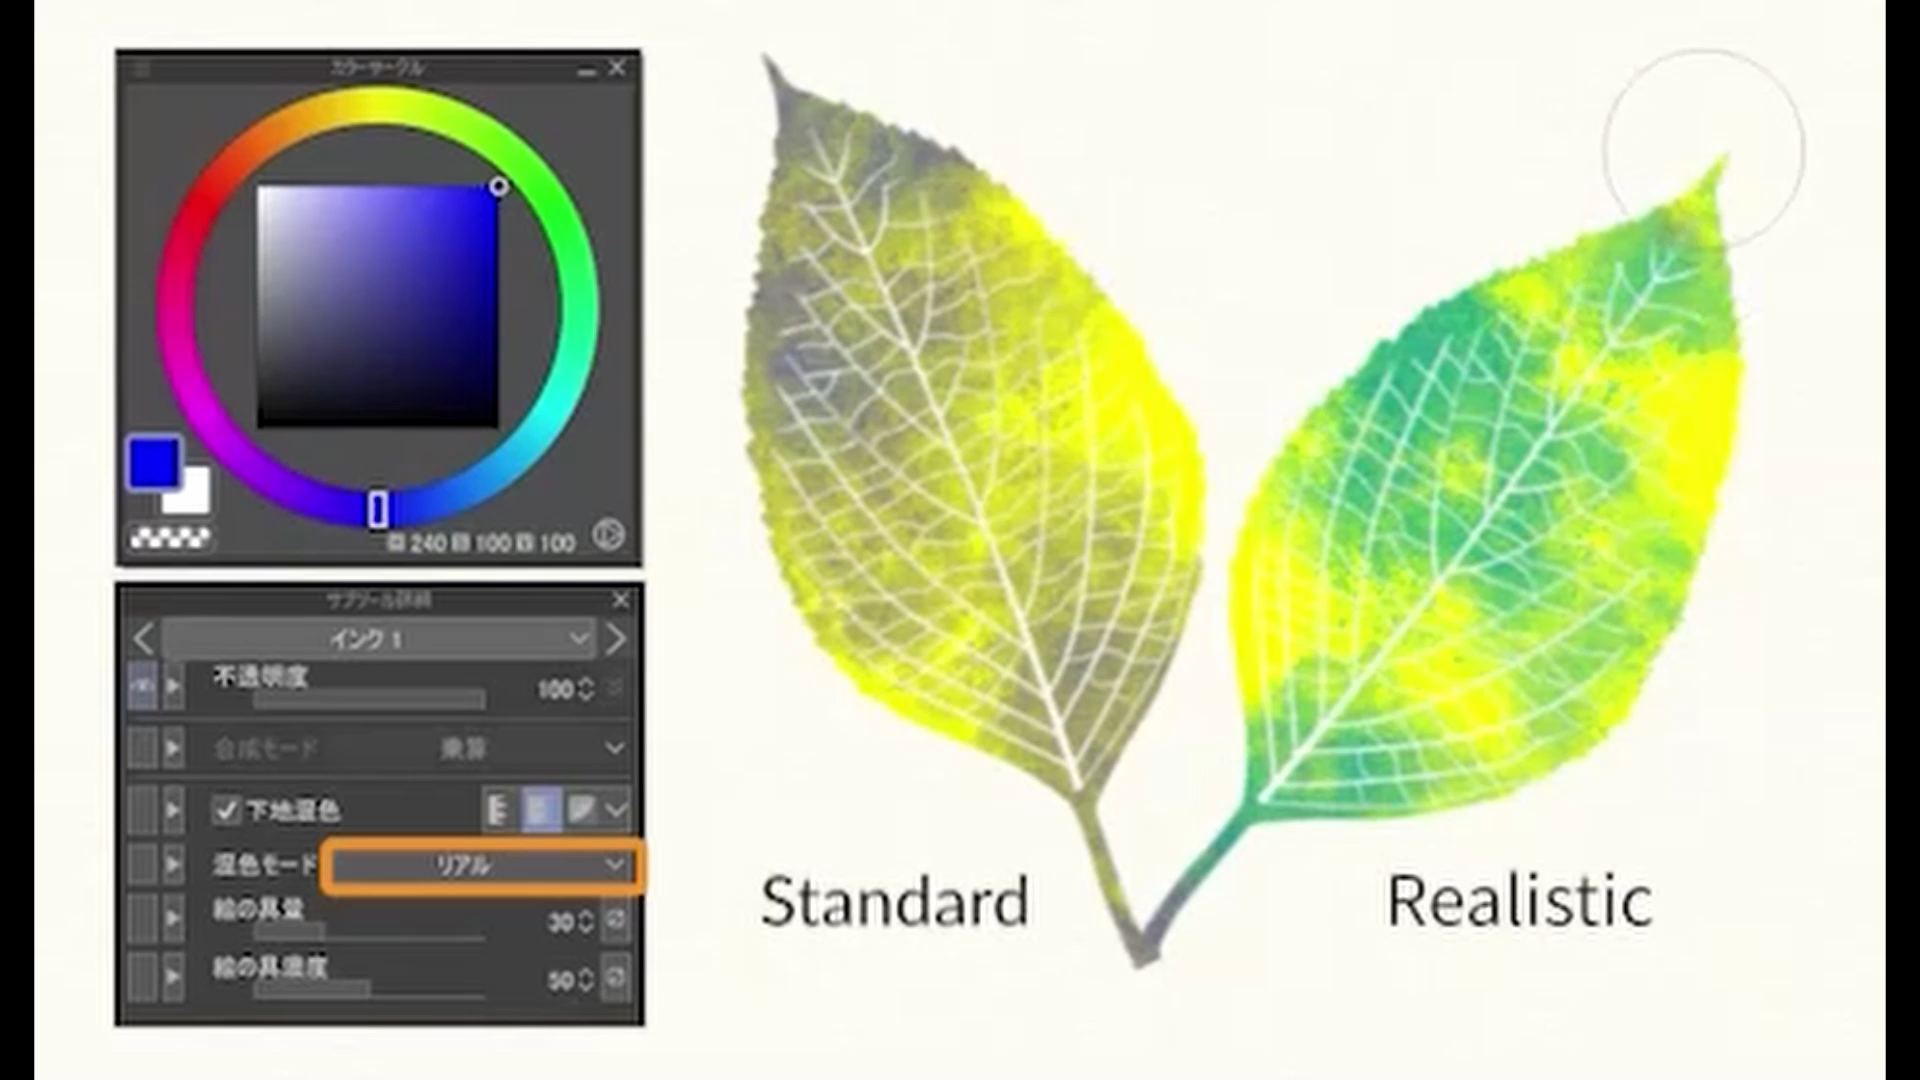 カラーサークル
240 100 100
サブツール詳細
インク 1
不透明度 100
合成モード 乗算
下地混色
混色モード リアル
絵の具量 30
絵の具濃度 50
Standard
Realistic